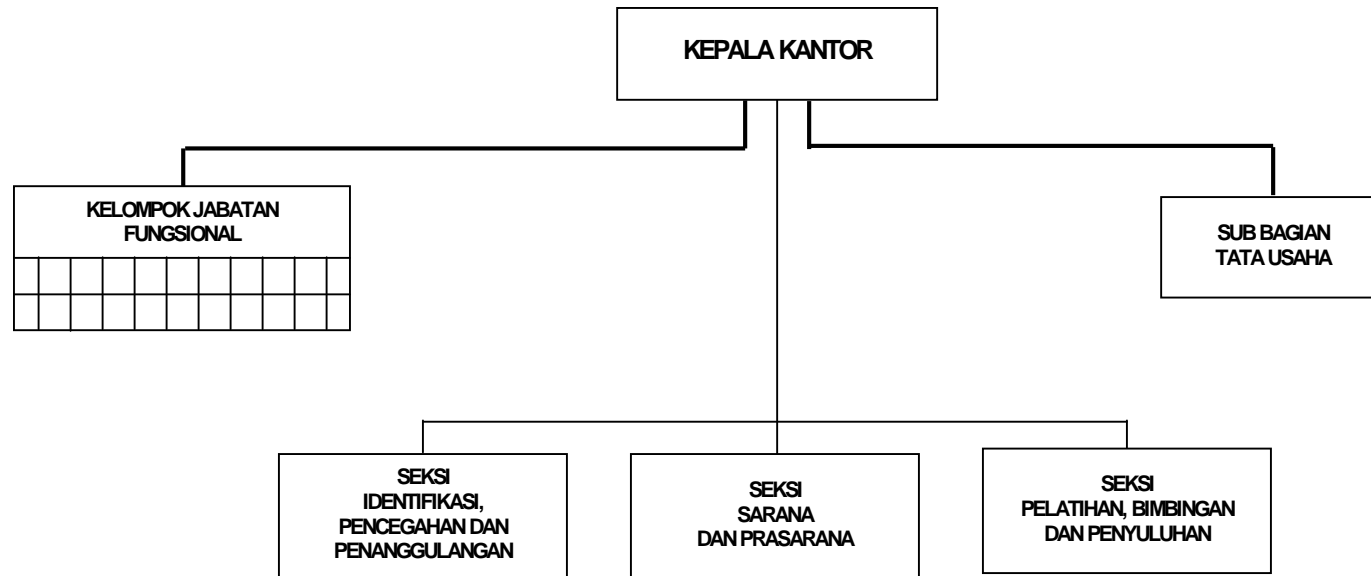 KEPALA KANTOR
KELOMPOK JABATAN
FUNGSIONAL
SUB BAGIAN
TATA USAHA
SEKSI
IDENTIFIKASI,
PENCEGAHAN DAN
PENANGGULANGAN
SEKSI
SARANA
DAN PRASARANA
SEKSI
PELATIHAN, BIMBINGAN
DAN PENYULUHAN